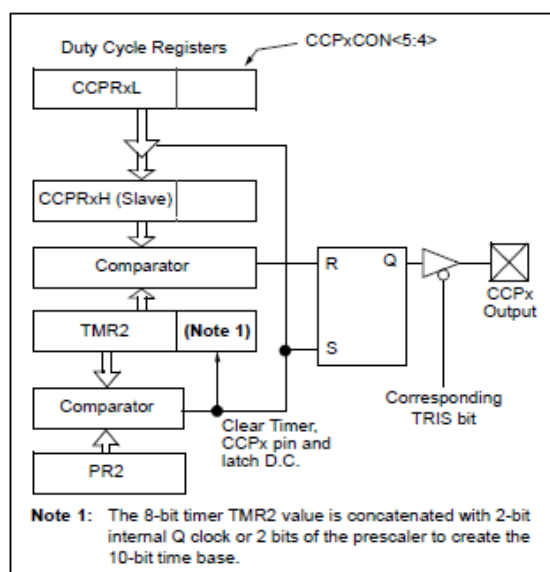 Duty Cycle Registers
CCPxCON<5:4>
CCPRxL
CCPRxH (Slave)
Comparator
R
Q
CCPx
Output
TMR2
(Note 1)
S
Comparator
Clear Timer,
CCPx pin and
latch D.C.
Corresponding
TRIS bit
PR2
Note 1: The 8-bit timer TMR2 value is concatenated with 2-bit
internal Q clock or 2 bits of the prescaler to create the
10-bit time base.